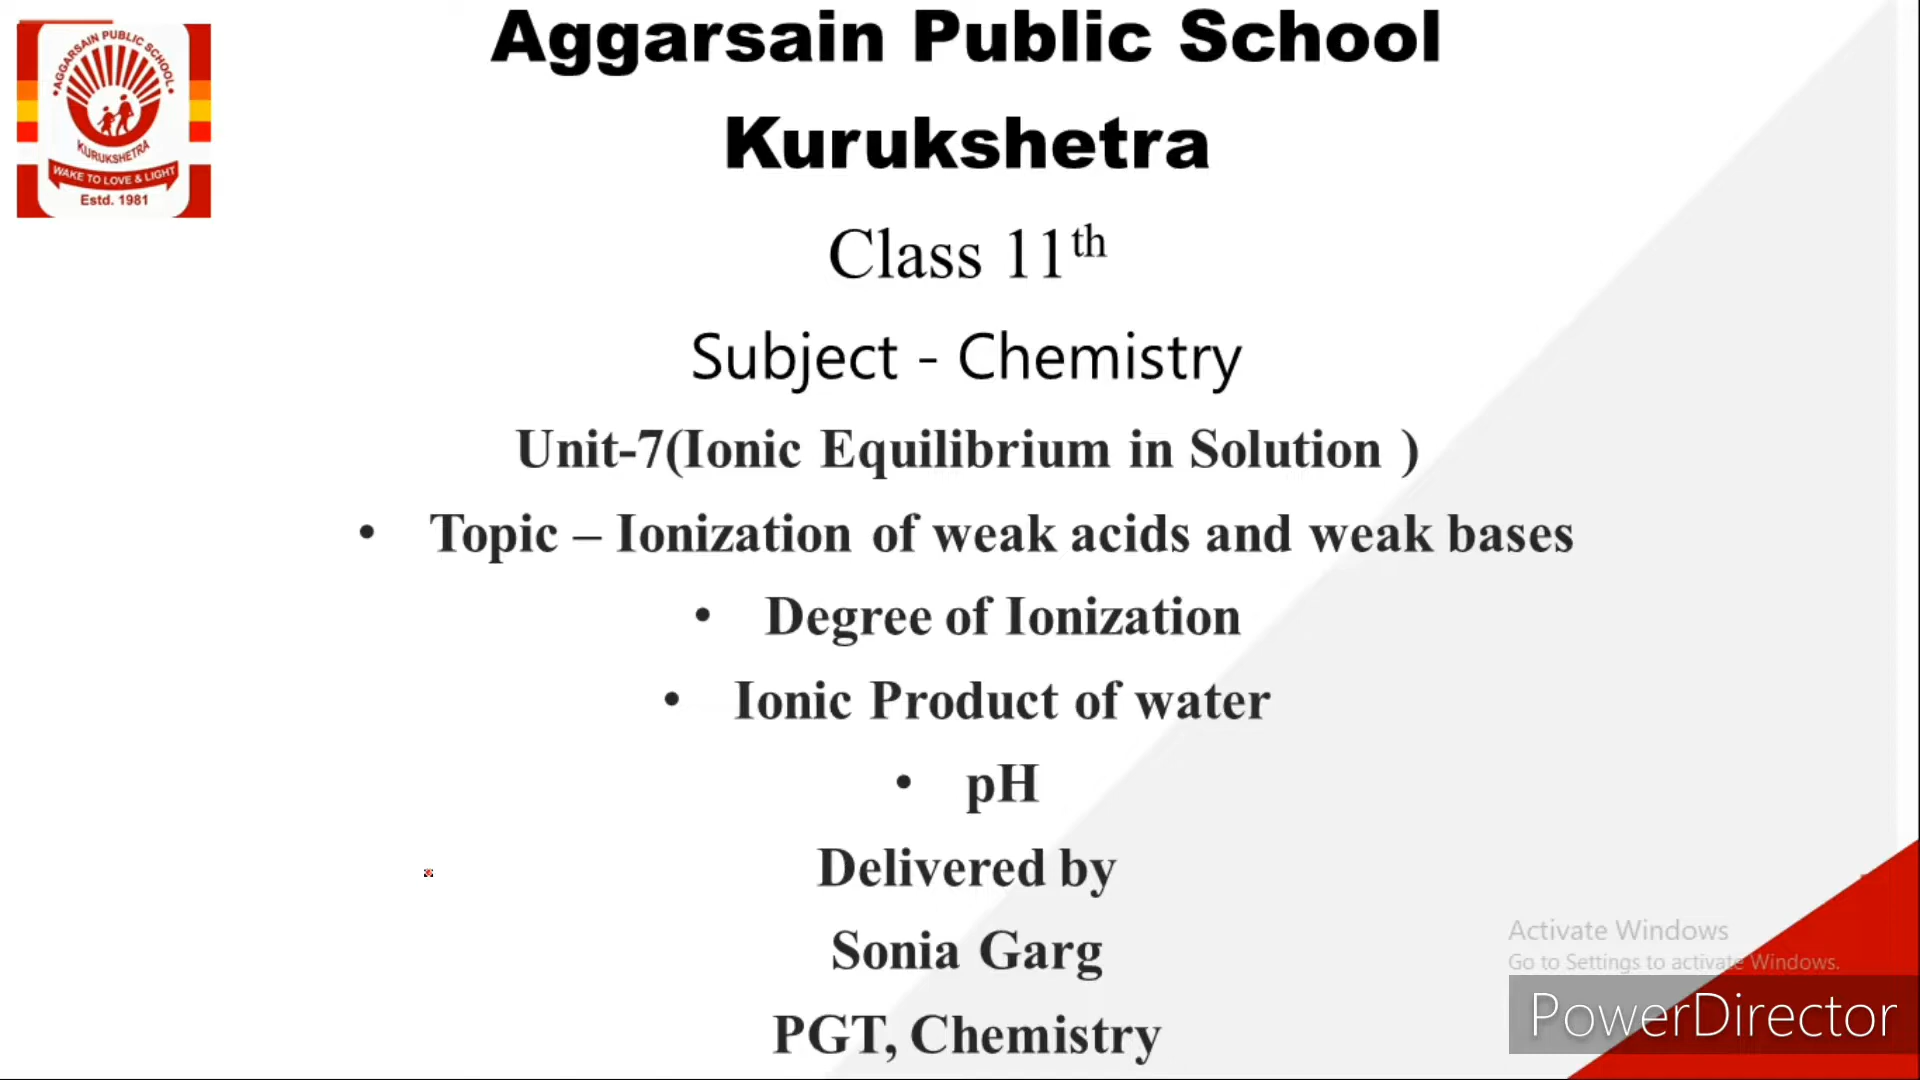 AGGARSAIN PUBLIC SCHOOL
KURUKSHETRA
WAKE TO LOVE & LIGHT
Estd. 1981
Aggarsain Public School
Kurukshetra
Class 11th
Subject - Chemistry
Unit-7(Ionic Equilibrium in Solution )
• Topic – Ionization of weak acids and weak bases
• Degree of Ionization
• Ionic Product of water
• pH
Delivered by
Sonia Garg
PGT, Chemistry
Activate Windows
Go to Settings to activate Windows.
PowerDirector